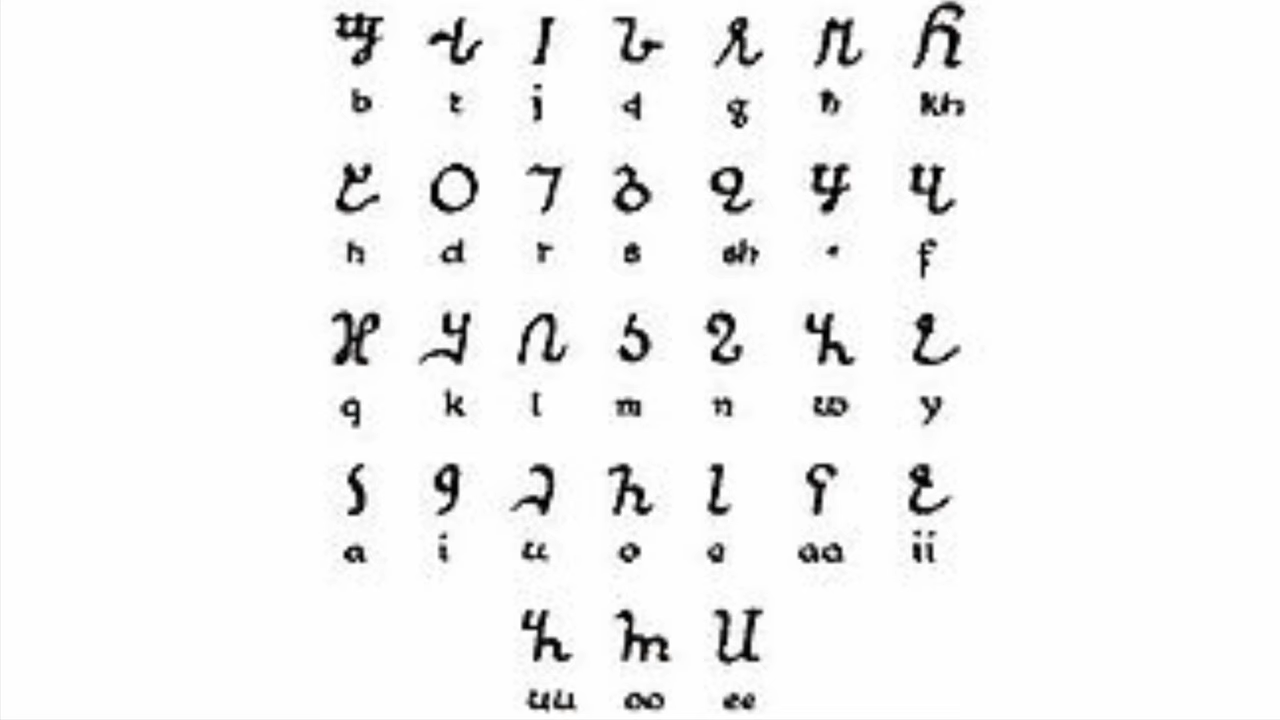 𐒁 𐒂 𐒃 𐒊 𐒌 𐒄 𐒅
b t j d g ħ kh
𐒔 𐒆 𐒇 𐒈 𐒉 𐒋 𐒍
h d r s sh ʿ f
𐒎 𐒏 𐒐 𐒑 𐒒 𐒓 𐒕
q k l m n w y
𐒖 𐒘 𐒚 𐒙 𐒗 𐒛 𐒕
a i u o e aa ii
𐒓 𐒝 𐒜
uu oo ee